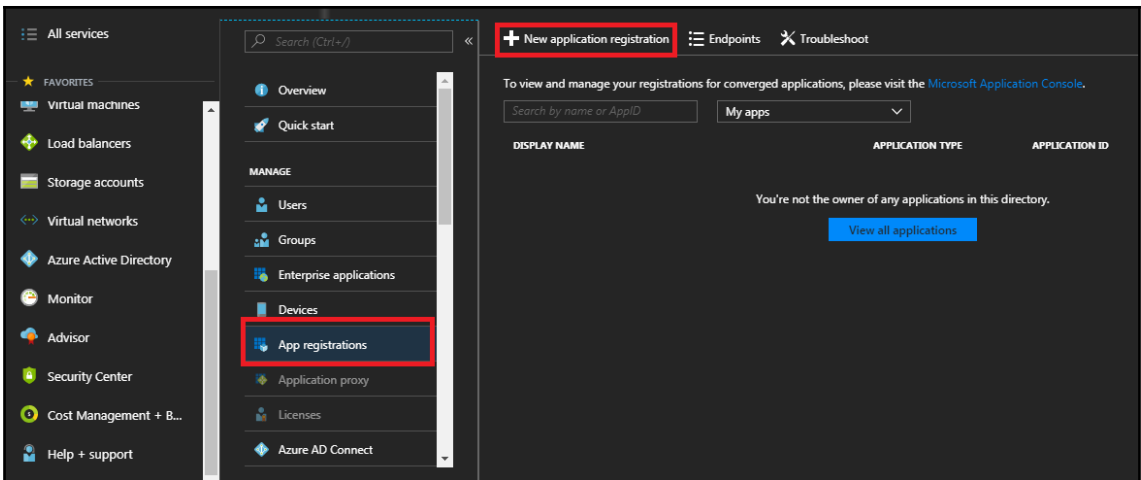 All services
FAVORITES
Virtual machines
Load balancers
Storage accounts
Virtual networks
Azure Active Directory
Monitor
Advisor
Security Center
Cost Management + B...
Help + support
Search (Ctrl+/)
«
Overview
Quick start
MANAGE
Users
Groups
Enterprise applications
Devices
App registrations
Application proxy
Licenses
Azure AD Connect
New application registration Endpoints Troubleshoot
To view and manage your registrations for converged applications, please visit the Microsoft Application Console.
Search by name or AppID My apps
DISPLAY NAME APPLICATION TYPE APPLICATION ID
You're not the owner of any applications in this directory.
View all applications